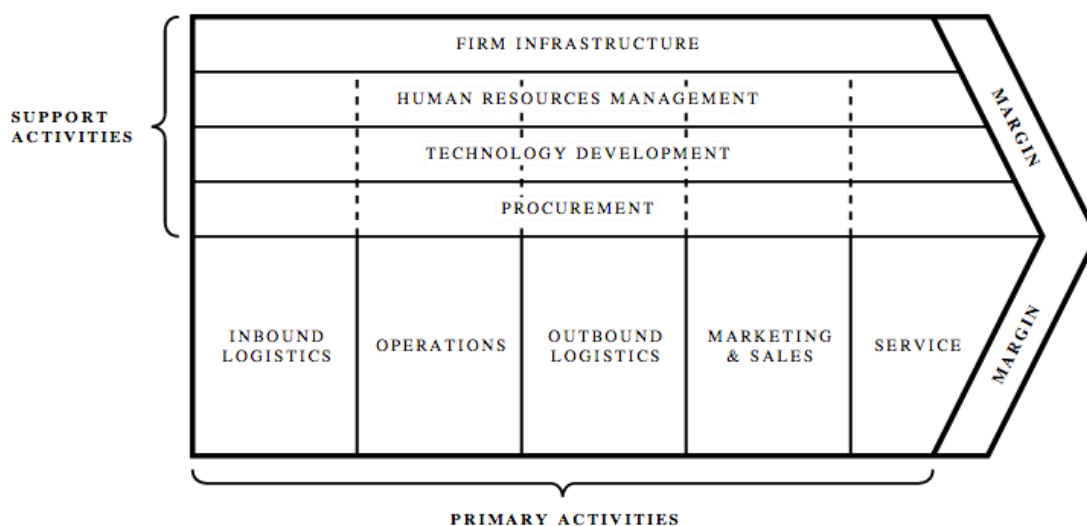 FIRM INFRASTRUCTURE
HUMAN RESOURCES MANAGEMENT
SUPPORT
ACTIVITIES
TECHNOLOGY DEVELOPMENT
PROCUREMENT
MARGIN
INBOUND
LOGISTICS
OPERATIONS
OUTBOUND
LOGISTICS
MARKETING
& SALES
SERVICE
MARGIN
PRIMARY ACTIVITIES